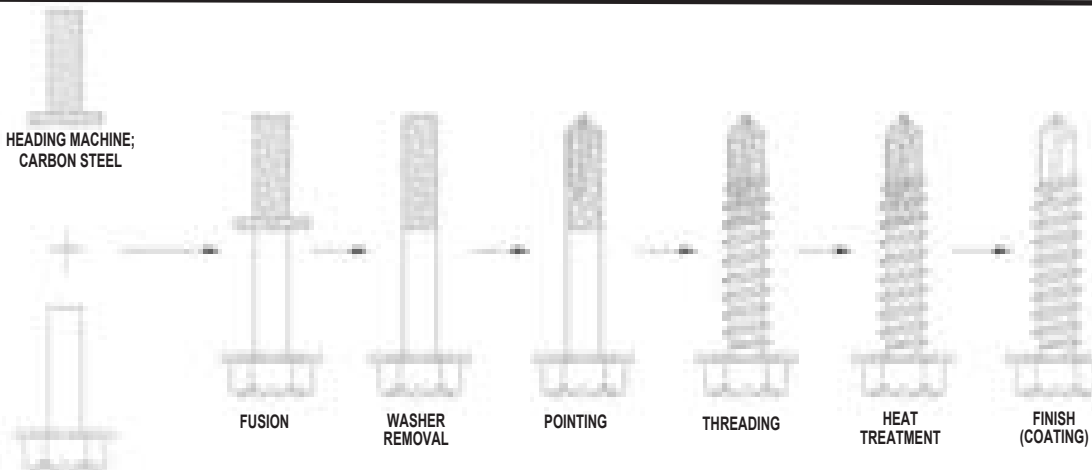 HEADING MACHINE;
CARBON STEEL
FUSION
WASHER
REMOVAL
POINTING
THREADING
HEAT
TREATMENT
FINISH
(COATING)